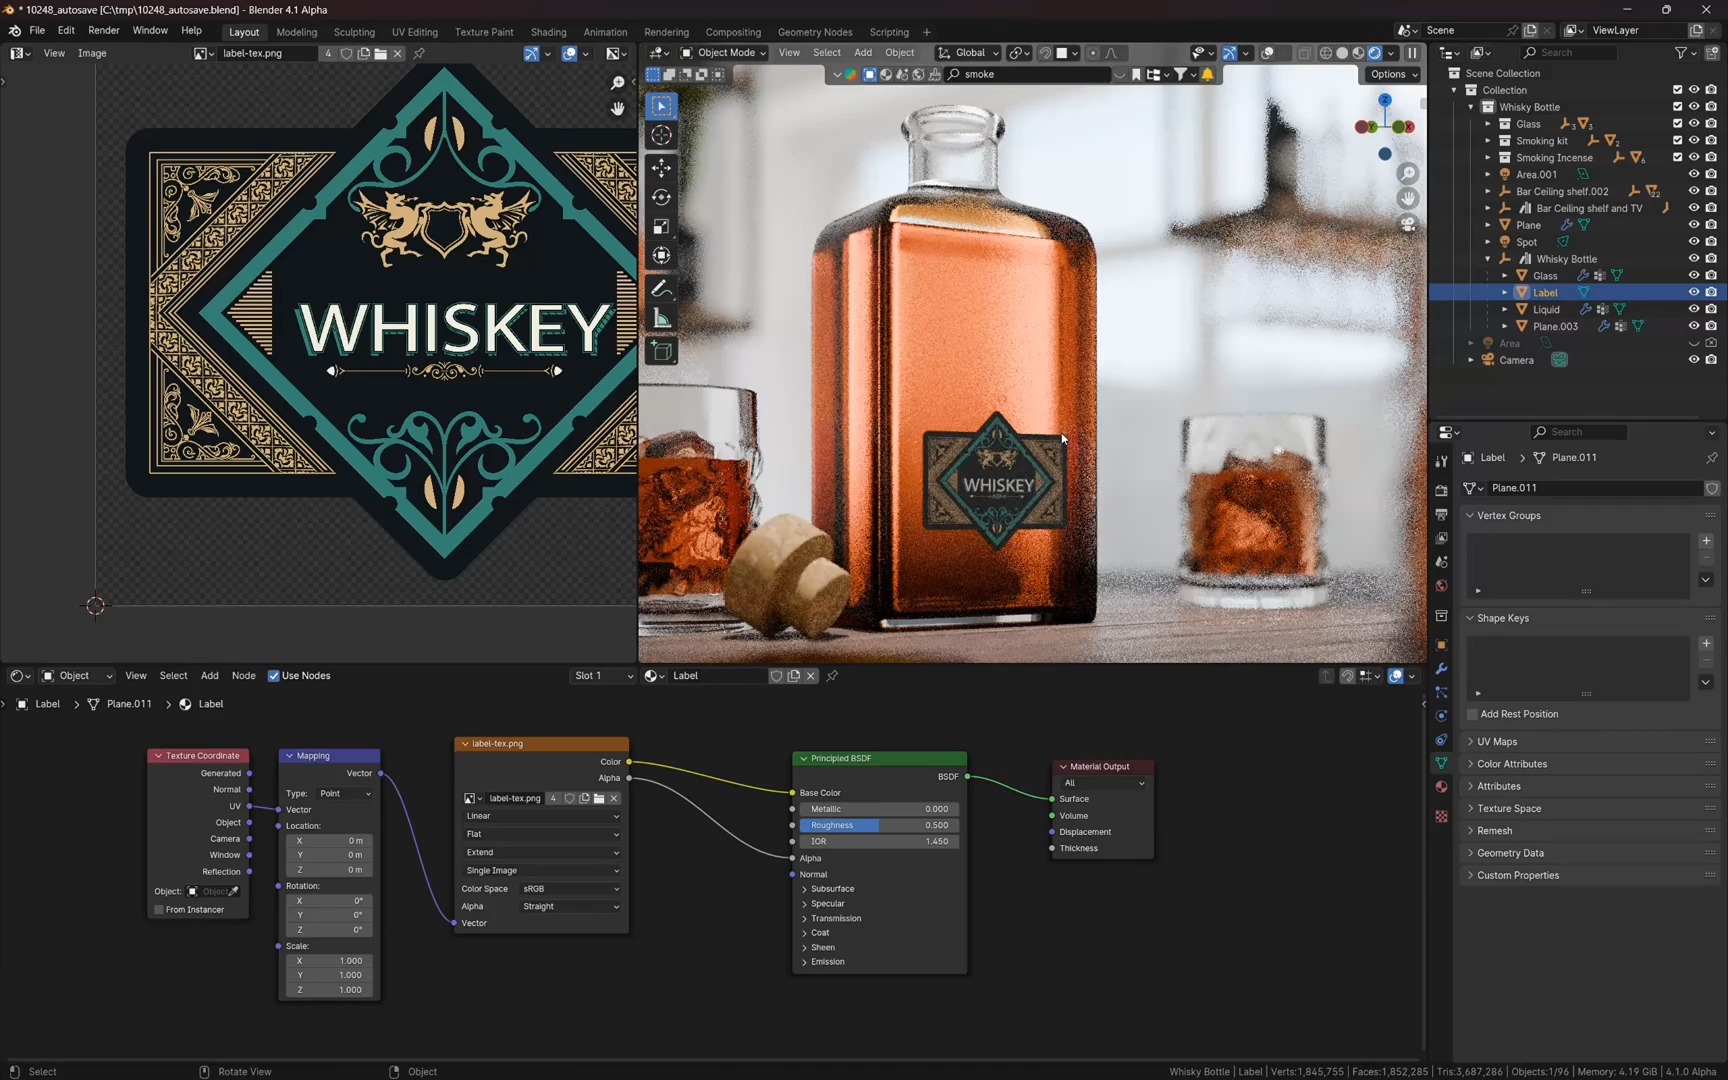 * 10248_autosave [C:\tmp\10248_autosave.blend] - Blender 4.1 Alpha
File Edit Render Window Help Layout Modeling Sculpting UV Editing Texture Paint Shading Animation Rendering Compositing Geometry Nodes Scripting + Scene ViewLayer
View Image label-tex.png 4
Object Mode View Select Add Object Global
smoke Options
Search
Scene Collection
Collection
Whisky Bottle
Glass 3 3
Smoking kit 2
Smoking Incense 6
Area.001
Bar Ceiling shelf.002 22
Bar Ceiling shelf and TV
Plane
Spot
Whisky Bottle
Glass
Label
Liquid
Plane.003
Area
Camera
Z
X
Y
WHISKEY
WHISKEY
Search
Label > Plane.011
Plane.011
Vertex Groups
Shape Keys
Add Rest Position
UV Maps
Color Attributes
Attributes
Texture Space
Remesh
Geometry Data
Custom Properties
Object View Select Add Node Use Nodes Slot 1 Label
Label > Plane.011 > Label
Texture Coordinate
Generated
Normal
UV
Object
Camera
Window
Reflection
Object: Object
From Instancer
Mapping
Vector
Type: Point
Vector
Location:
X 0 m
Y 0 m
Z 0 m
Rotation:
X 0°
Y 0°
Z 0°
Scale:
X 1.000
Y 1.000
Z 1.000
label-tex.png
Color
Alpha
label-tex.png 4
Linear
Flat
Extend
Single Image
Color Space sRGB
Alpha Straight
Vector
Principled BSDF
BSDF
Base Color
Metallic 0.000
Roughness 0.500
IOR 1.450
Alpha
Normal
Subsurface
Specular
Transmission
Coat
Sheen
Emission
Material Output
All
Surface
Volume
Displacement
Thickness
Select Rotate View Object Whisky Bottle | Label | Verts:1,845,755 | Faces:1,852,285 | Tris:3,687,286 | Objects:1/96 | Memory: 4.19 GiB | 4.1.0 Alpha